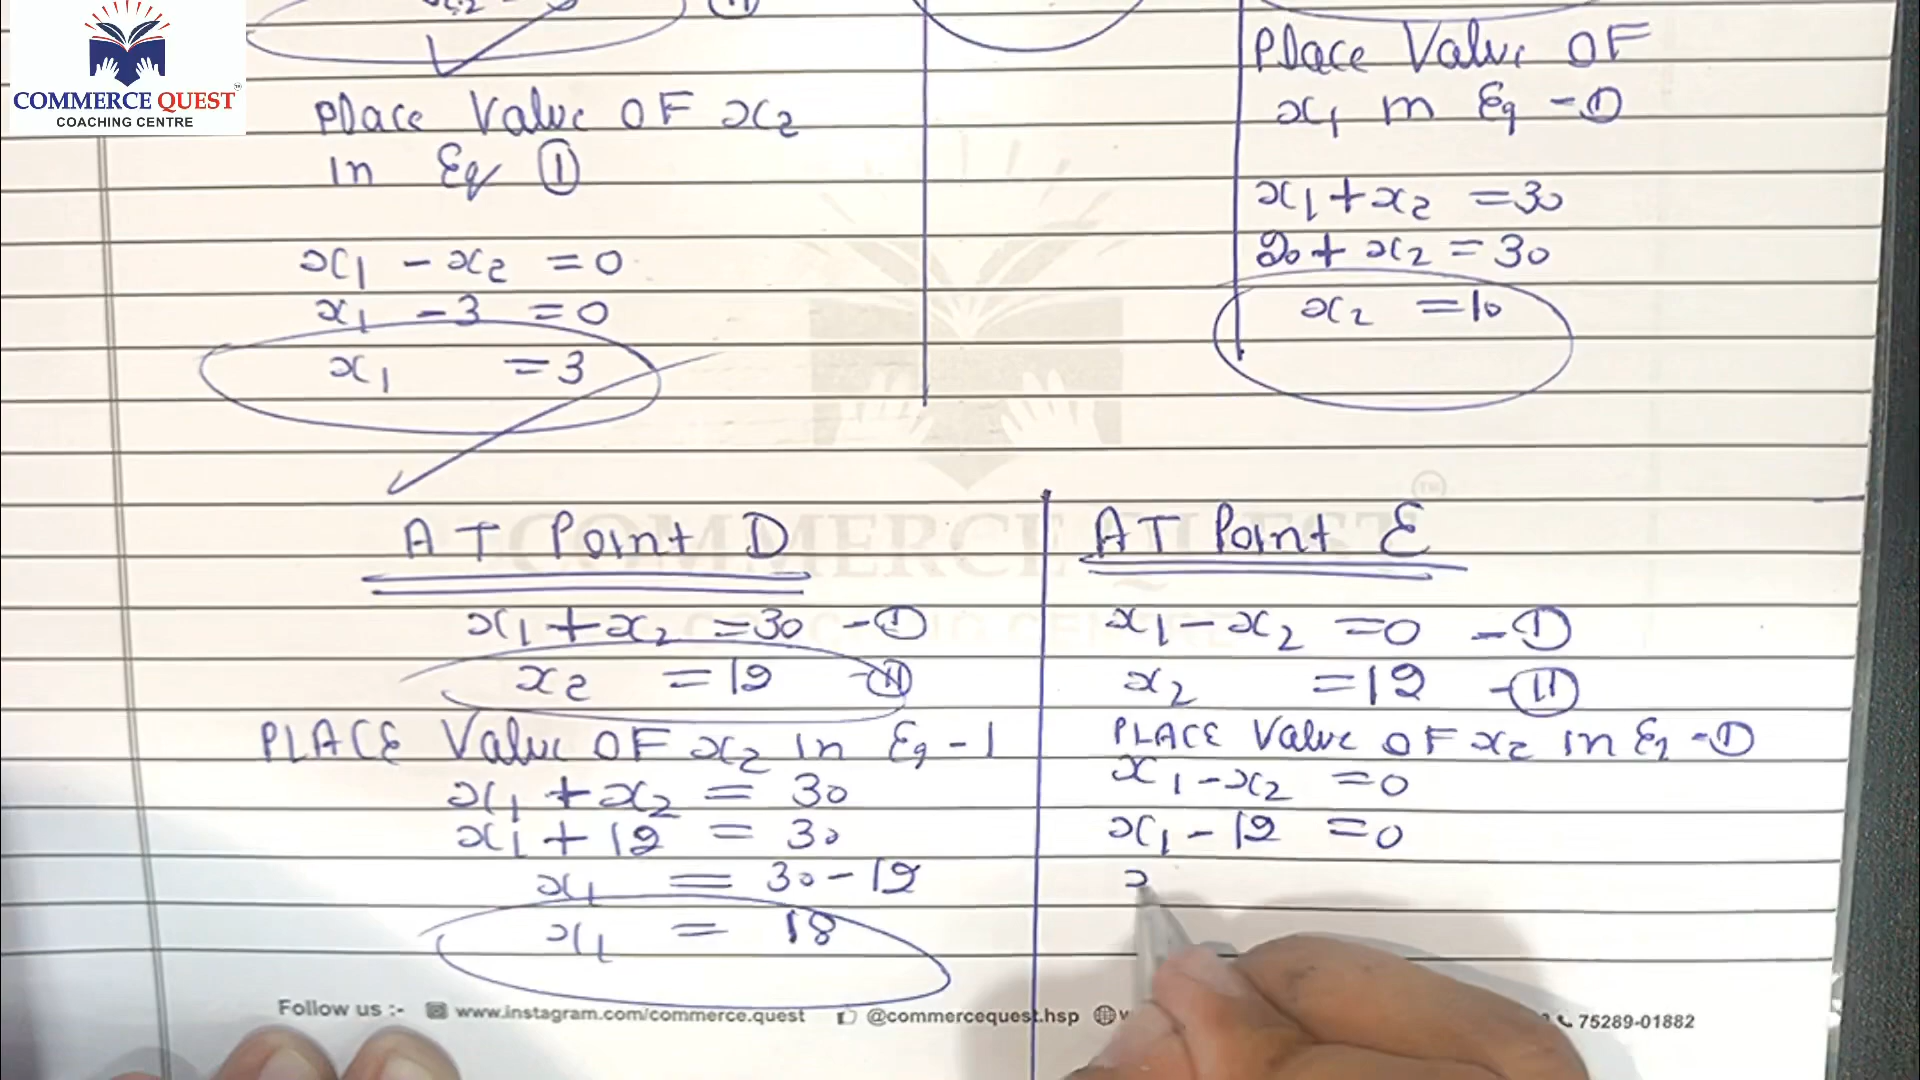 COMMERCE QUEST
COACHING CENTRE
Place Value OF x2
in Eq ①
x1 - x2 = 0
x1 - 3 = 0
x1 = 3
Place Value OF
x1 in Eq - ①
x1 + x2 = 30
20 + x2 = 30
x2 = 10
AT Point D
x1 + x2 = 30 - ①
x2 = 12 - ⑪
PLACE Value OF x2 in Eq - 1
x1 + x2 = 30
x1 + 12 = 30
x1 = 30 - 12
x1 = 18
AT Point E
x1 - x2 = 0 - ①
x2 = 12 - ⑪
PLACE Value OF x2 in Eq - ①
x1 - x2 = 0
x1 - 12 = 0
COMMERCE QUEST
Follow us :- www.instagram.com/commerce.quest @commercequest.hsp 75289-01882